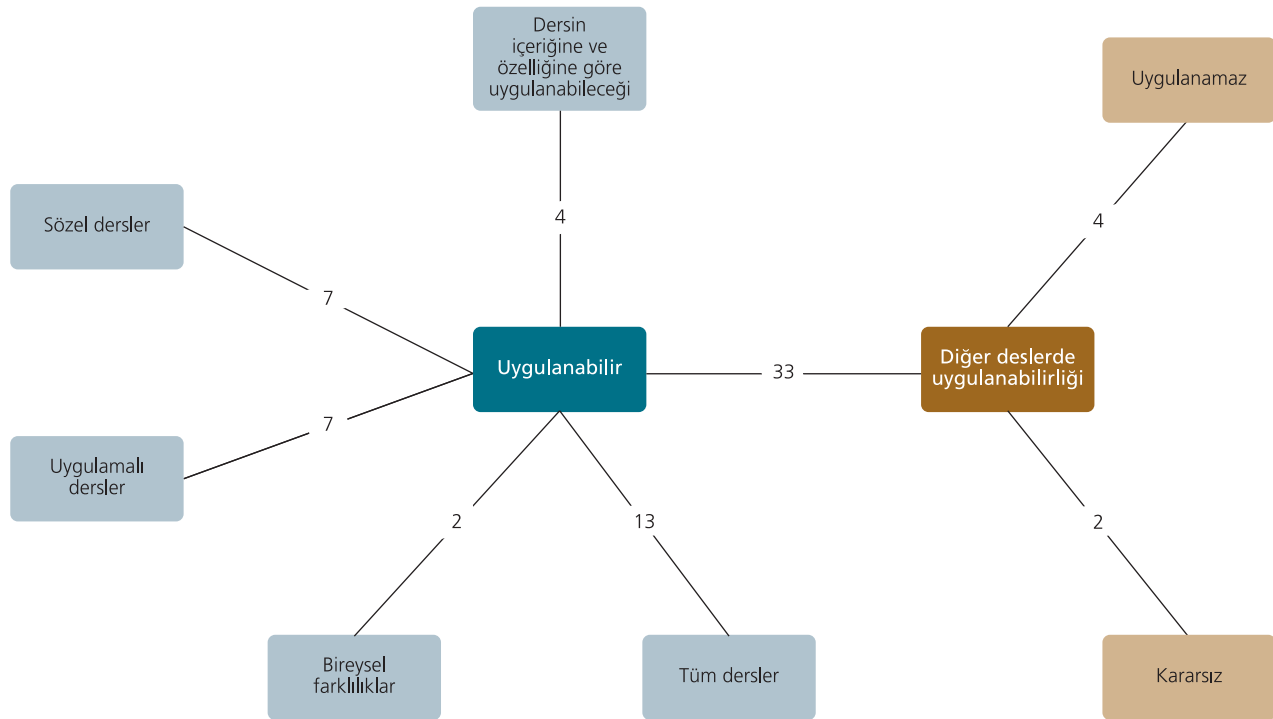 Dersin
içeriğine ve
özelliğine göre
uygulanabileceği
Uygulanamaz
4
4
Sözel dersler
7
Uygulanabilir
33
Diğer deslerde
uygulanabilirliği
7
Uygulamalı
dersler
2
13
2
Bireysel
farklılıklar
Tüm dersler
Kararsız